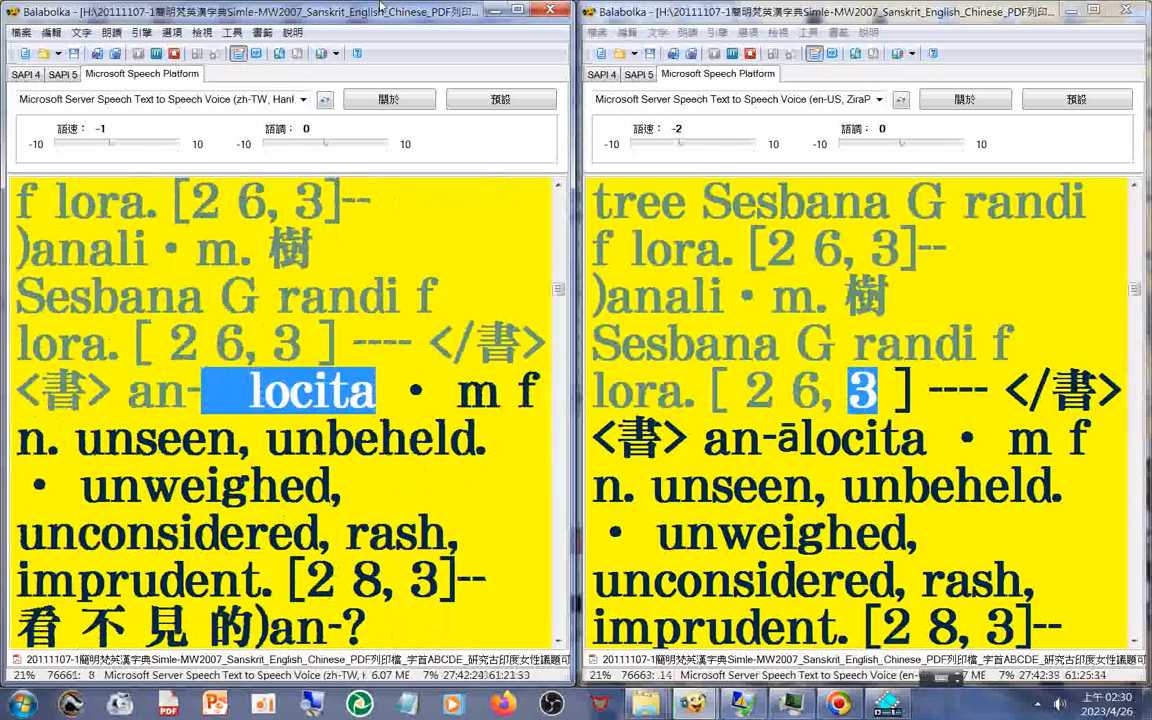 Balabolka - [H:\20111107-1簡明梵英漢字典Simle-MW2007_Sanskrit_English_Chinese_PDF列印...
檔案 編輯 文字 朗讀 引擎 選項 檢視 工具 書籤 說明
SAPI 4 SAPI 5 Microsoft Speech Platform
Microsoft Server Speech Text to Speech Voice (zh-TW, Hanl
關於 預設
語速: -1 語調: 0
-10 10 -10 10
f lora. [2 6, 3]--
)anali • m. 樹
Sesbana G randi f
lora. [ 2 6, 3 ] ---- </書>
<書> an- locita • m f
n. unseen, unbeheld.
• unweighed,
unconsidered, rash,
imprudent. [2 8, 3]--
看 不 見 的)an-?
20111107-1簡明梵英漢字典Simle-MW2007_Sanskrit_English_Chinese_PDF列印檔_字首ABCDE_研究古印度女性議題可
21% 76661: 8 Microsoft Server Speech Text to Speech Voice (zh-TW, H 6.07 MB 7%
Balabolka - [H:\20111107-1簡明梵英漢字典Simle-MW2007_Sanskrit_English_Chinese_PDF列印...
檔案 編輯 文字 朗讀 引擎 選項 檢視 工具 書籤 說明
SAPI 4 SAPI 5 Microsoft Speech Platform
Microsoft Server Speech Text to Speech Voice (en-US, ZiraP
關於 預設
語速: -2 語調: 0
-10 10 -10 10
tree Sesbana G randi
f lora. [2 6, 3]--
)anali • m. 樹
Sesbana G randi f
lora. [ 2 6, 3 ] ---- </書>
<書> an-ālocita • m f
n. unseen, unbeheld.
• unweighed,
unconsidered, rash,
imprudent. [2 8, 3]--
20111107-1簡明梵英漢字典Simle-MW2007_Sanskrit_English_Chinese_PDF列印檔_字首ABCDE_研究古印度女性議題可
21% 76663: 14 Microsoft Server Speech Text to Speech Voice 7% 27:42:39\61:25:34
上午 02:30
2023/4/26